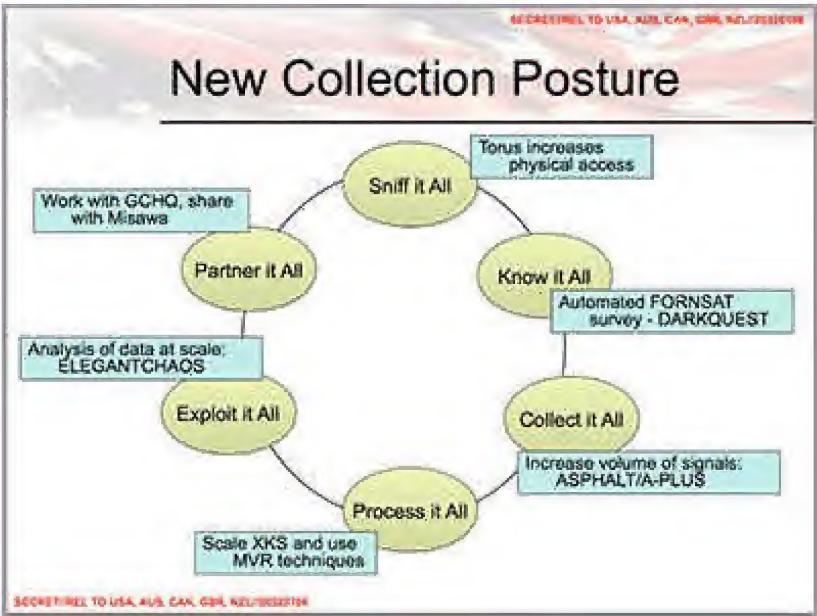 SECRET//REL TO USA, AUS, CAN, GBR, NZL//
New Collection Posture
Sniff it All
Torus increases
physical access
Know it All
Automated FORNSAT
survey - DARKQUEST
Collect it All
Increase volume of signals:
ASPHALT/A-PLUS
Process it All
Scale XKS and use
MVR techniques
Exploit it All
Analysis of data at scale:
ELEGANTCHAOS
Partner it All
Work with GCHQ, share
with Misawa
SECRET//REL TO USA, AUS, CAN, GBR, NZL//